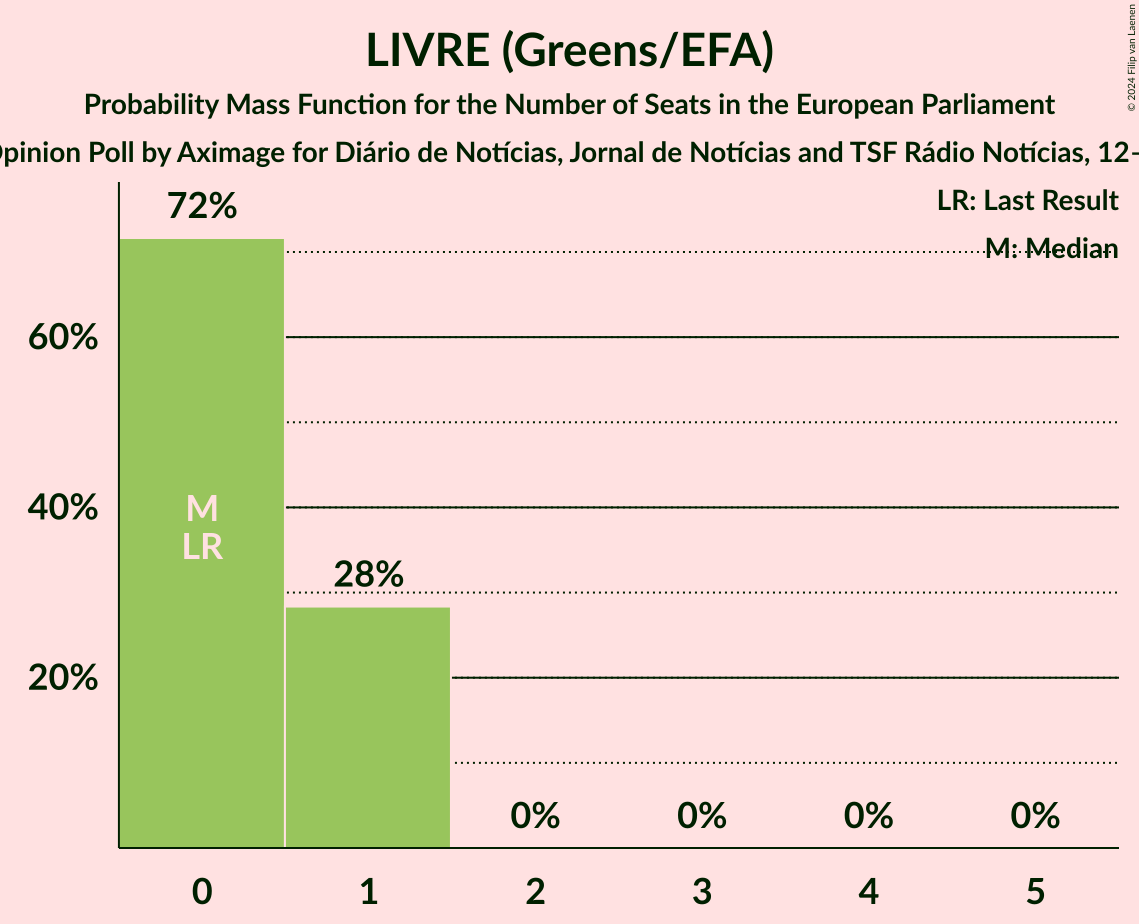 LIVRE (Greens/EFA)
Probability Mass Function for the Number of Seats in the European Parliament
pinion Poll by Aximage for Diário de Notícias, Jornal de Notícias and TSF Rádio Notícias, 12–
© 2024 Filip van Laenen
LR: Last Result
M: Median
72%
60%
40%
20%
M
LR
28%
0% 0% 0% 0%
0 1 2 3 4 5